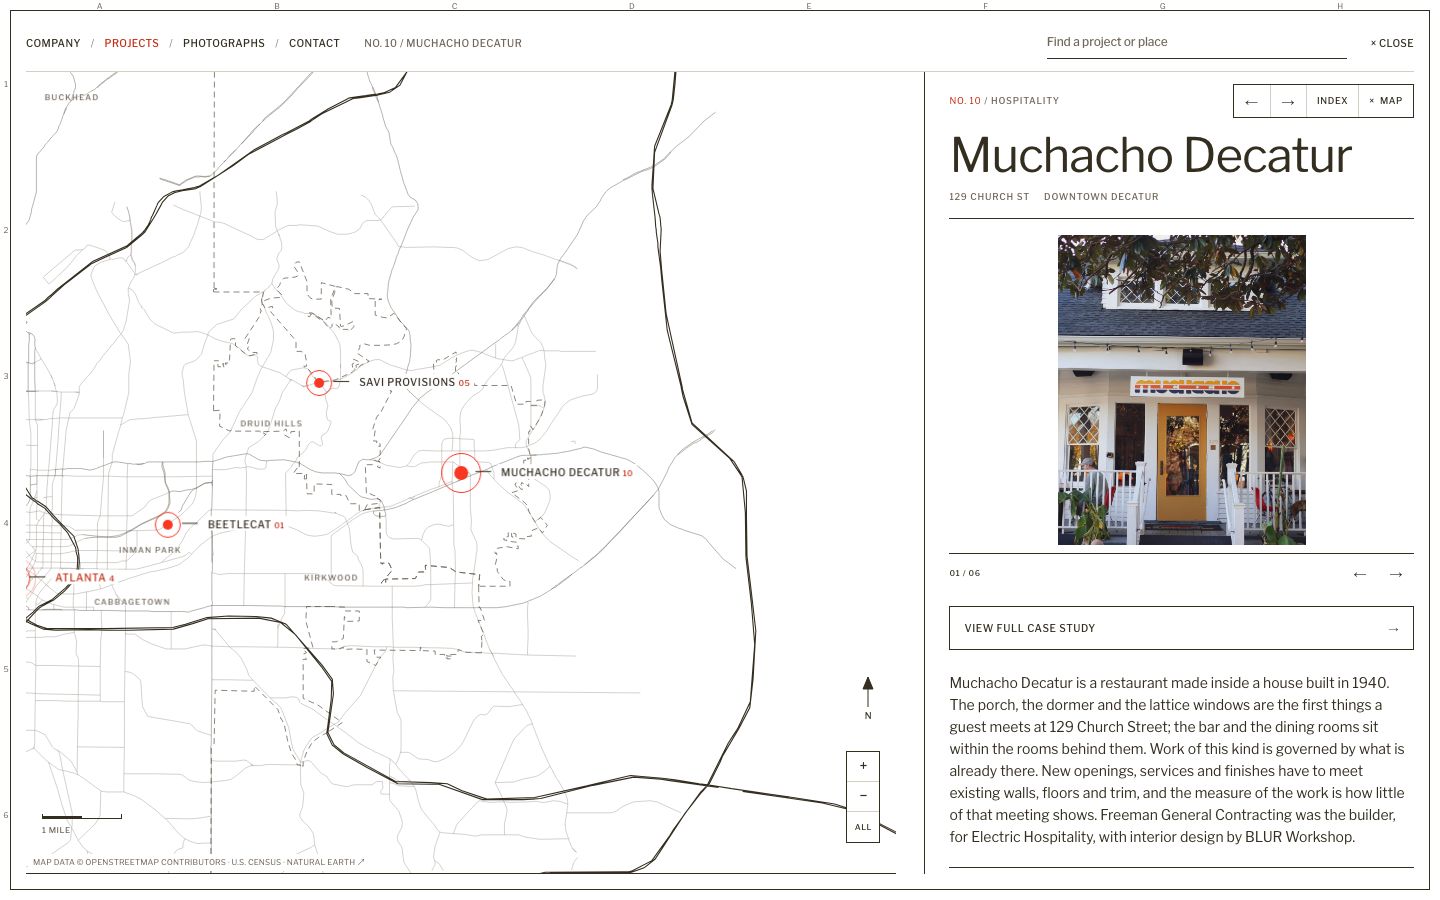 A B C D E F G H
COMPANY / PROJECTS / PHOTOGRAPHS / CONTACT NO. 10 / MUCHACHO DECATUR
Find a project or place
× CLOSE
1
2
3
4
5
6
BUCKHEAD
SAVI PROVISIONS 05
DRUID HILLS
MUCHACHO DECATUR 10
BEETLECAT 01
INMAN PARK
ATLANTA 4
KIRKWOOD
CABBAGETOWN
N
+
−
ALL
1 MILE
MAP DATA © OPENSTREETMAP CONTRIBUTORS · U.S. CENSUS · NATURAL EARTH ↗
NO. 10 / HOSPITALITY
← → INDEX × MAP
Muchacho Decatur
129 CHURCH ST DOWNTOWN DECATUR
muchacho
01 / 06
← →
VIEW FULL CASE STUDY →
Muchacho Decatur is a restaurant made inside a house built in 1940.
The porch, the dormer and the lattice windows are the first things a
guest meets at 129 Church Street; the bar and the dining rooms sit
within the rooms behind them. Work of this kind is governed by what is
already there. New openings, services and finishes have to meet
existing walls, floors and trim, and the measure of the work is how little
of that meeting shows. Freeman General Contracting was the builder,
for Electric Hospitality, with interior design by BLUR Workshop.